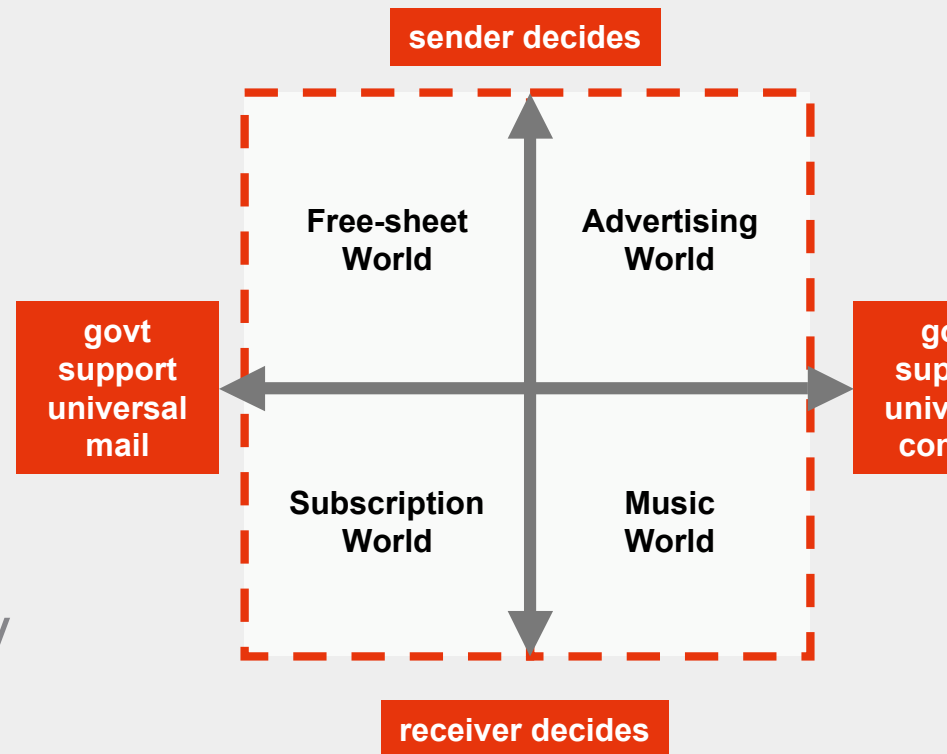 sender decides
Free-sheet
World
Advertising
World
govt
support
universal
mail
Subscription
World
Music
World
receiver decides